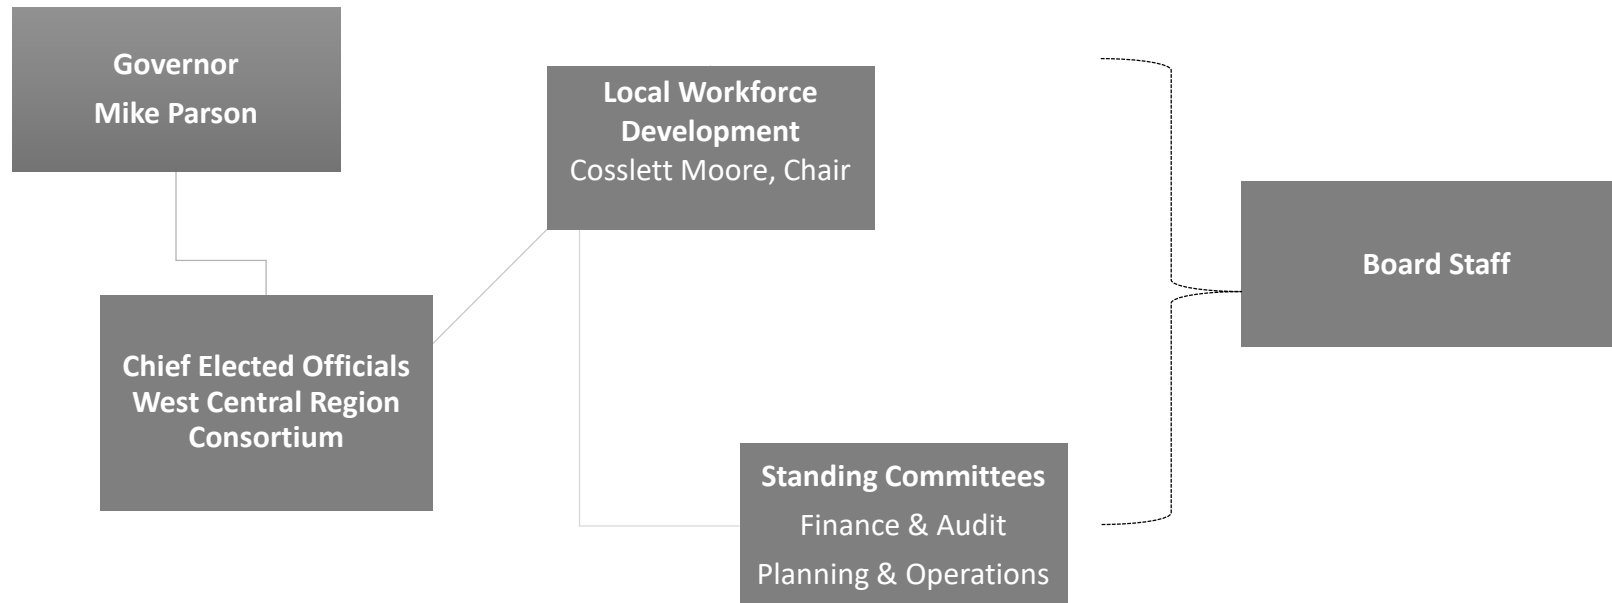 Governor
Mike Parson
Local Workforce
Development
Cosslett Moore, Chair
Board Staff
Chief Elected Officials
West Central Region
Consortium
Standing Committees
Finance & Audit
Planning & Operations